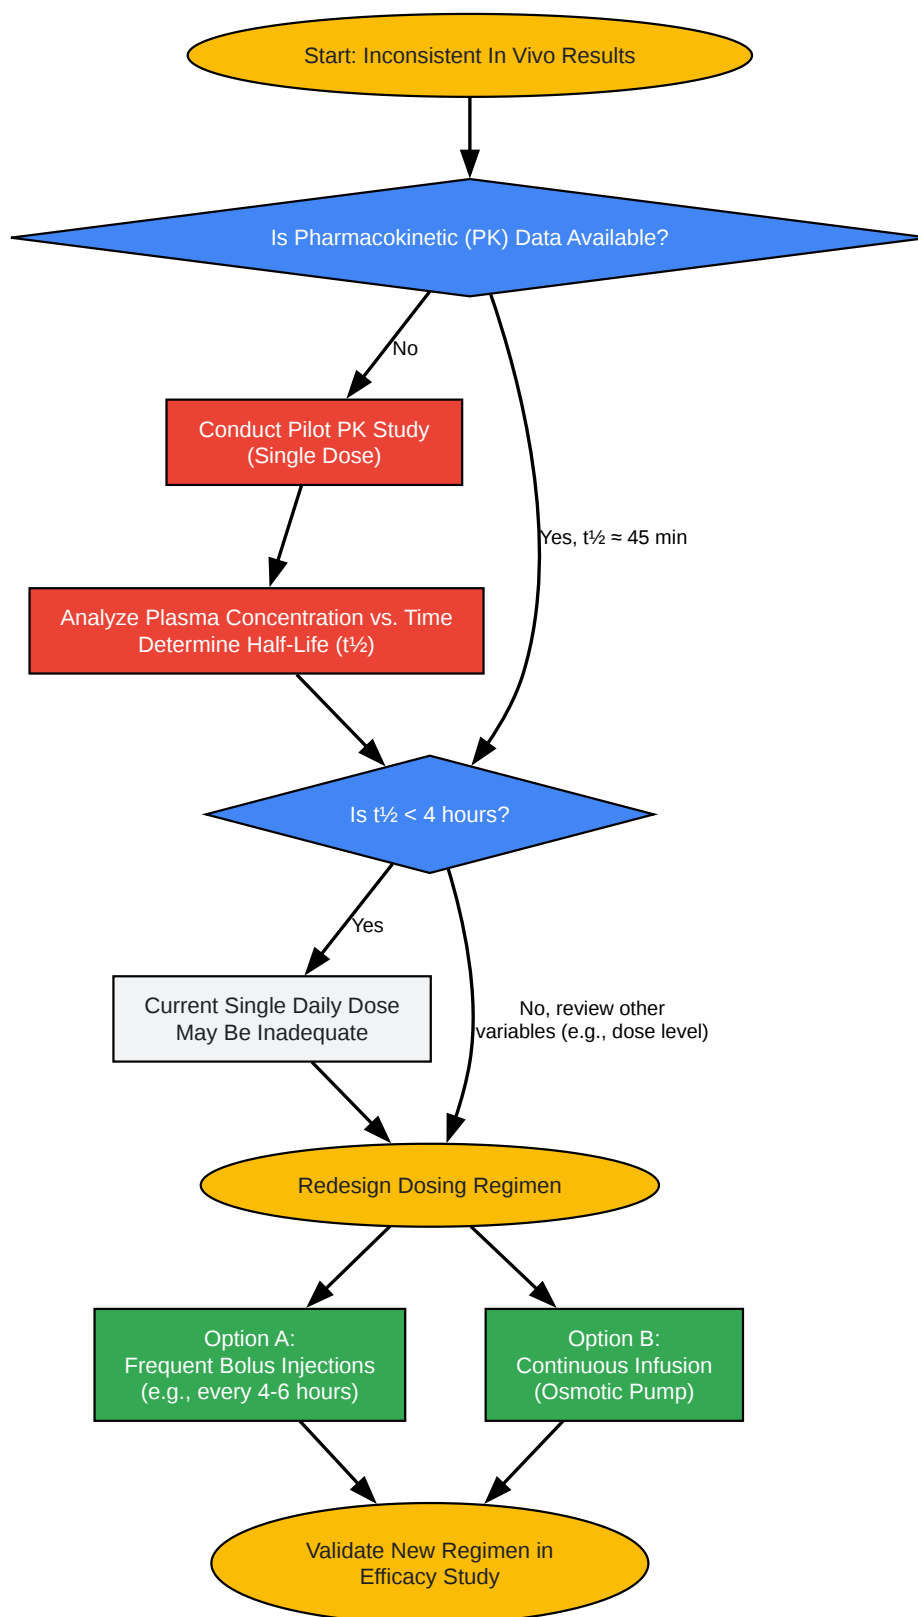 Start: Inconsistent In Vivo Results
Is Pharmacokinetic (PK) Data Available?
No
Conduct Pilot PK Study
(Single Dose)
Yes, t½ ≈ 45 min
Analyze Plasma Concentration vs. Time
Determine Half-Life (t½)
Is t½ < 4 hours?
Yes
Current Single Daily Dose
May Be Inadequate
No, review other
variables (e.g., dose level)
Redesign Dosing Regimen
Option A:
Frequent Bolus Injections
(e.g., every 4-6 hours)
Option B:
Continuous Infusion
(Osmotic Pump)
Validate New Regimen in
Efficacy Study